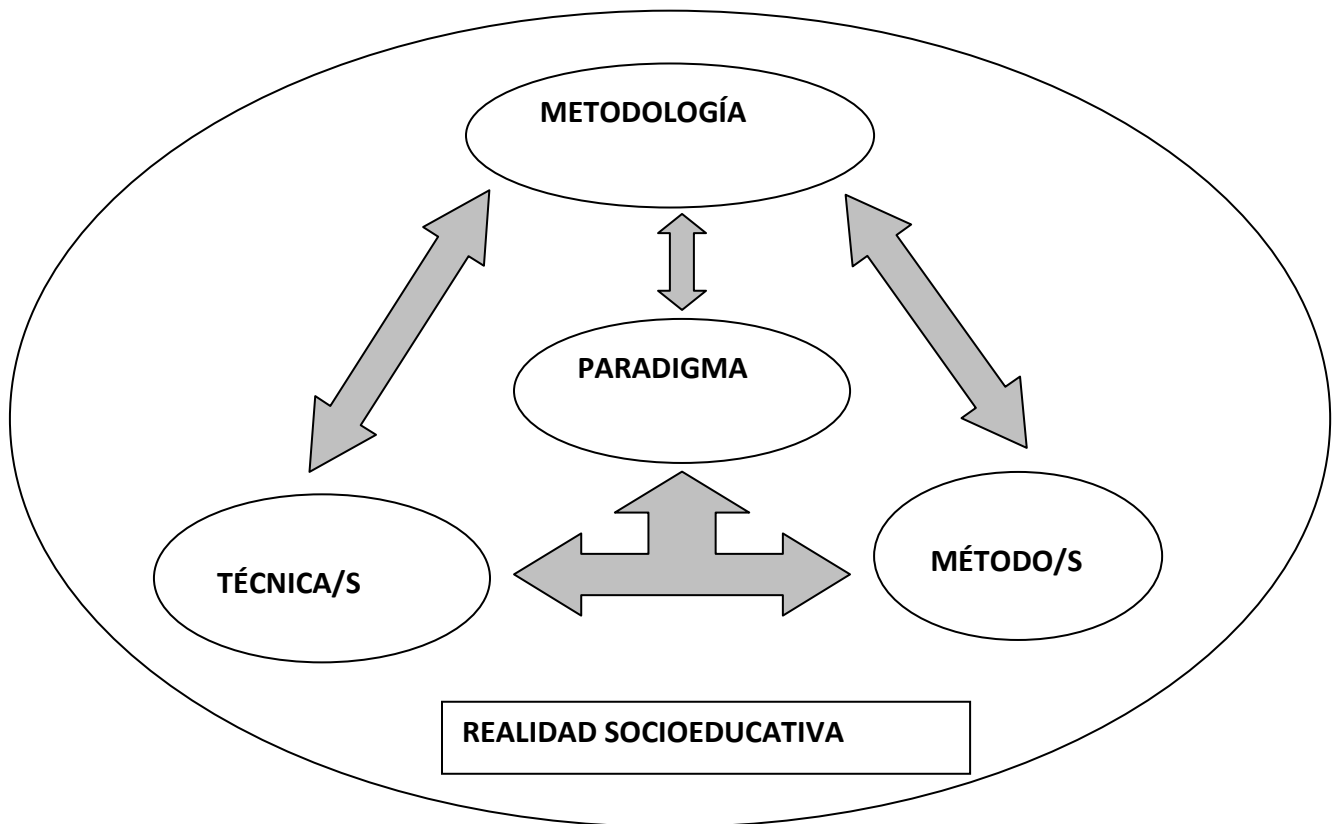 METODOLOGÍA
PARADIGMA
TÉCNICA/S
MÉTODO/S
REALIDAD SOCIOEDUCATIVA